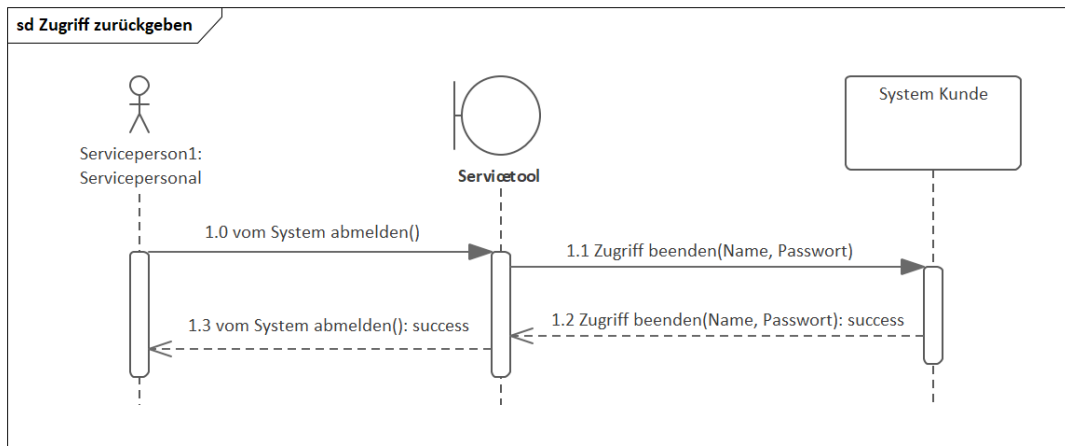 sd Zugriff zurückgeben
Serviceperson1:
Servicepersonal
Servicetool
System Kunde
1.0 vom System abmelden()
1.1 Zugriff beenden(Name, Passwort)
1.2 Zugriff beenden(Name, Passwort): success
1.3 vom System abmelden(): success